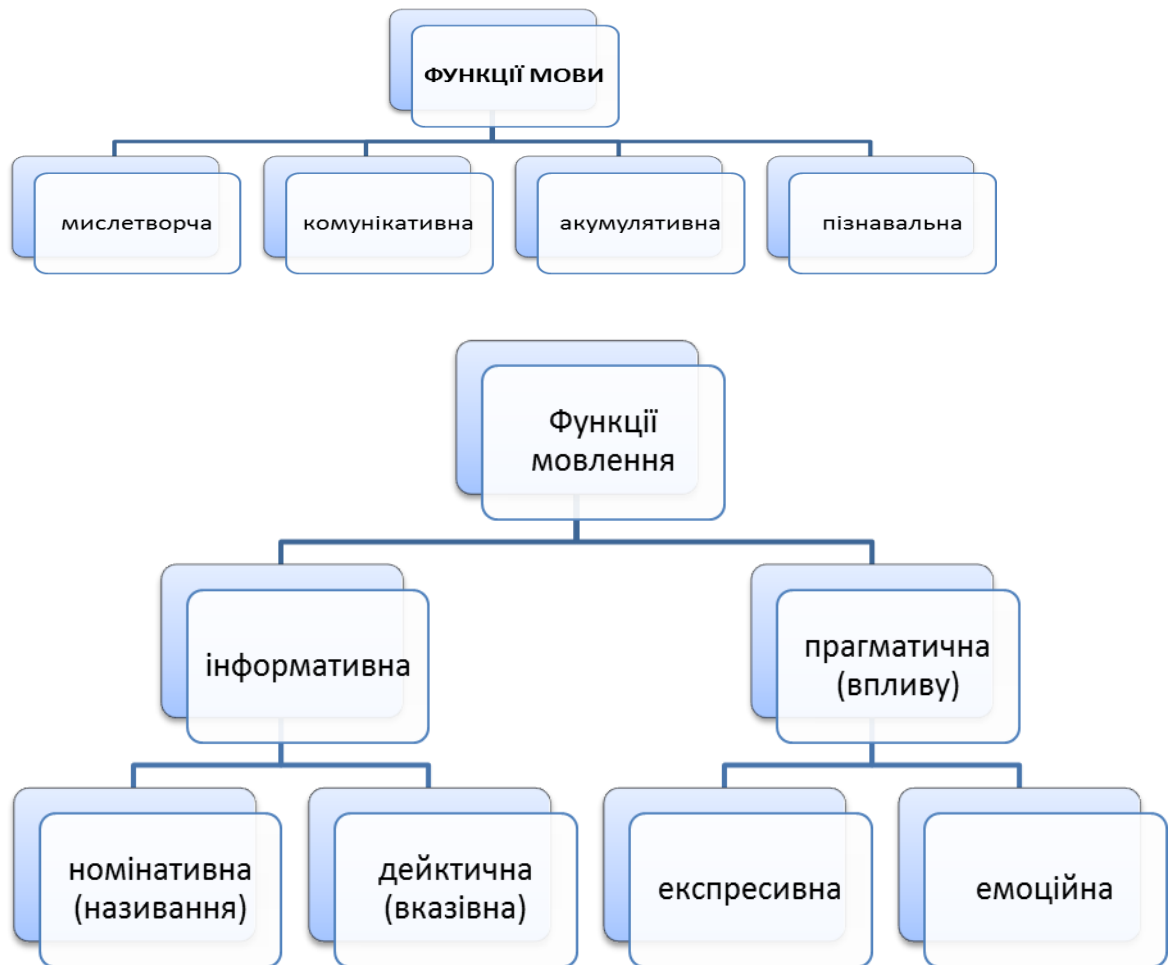 ФУНКЦІЇ МОВИ
мислетворча
комунікативна
акумулятивна
пізнавальна
Функції
мовлення
інформативна
прагматична
(впливу)
номінативна
(називання)
дейктична
(вказівна)
експресивна
емоційна